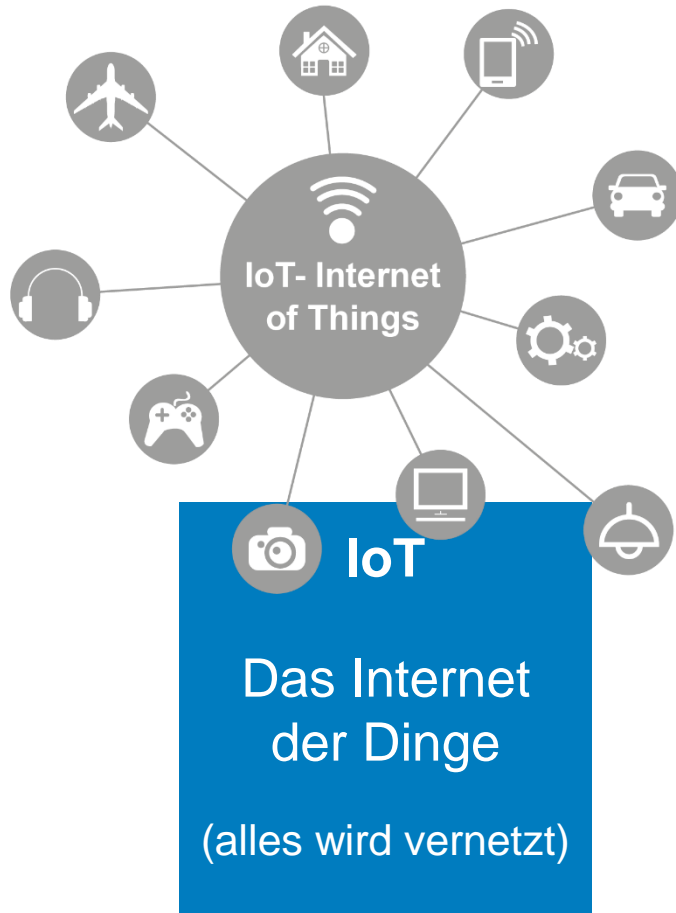 IoT- Internet
of Things
IoT
Das Internet
der Dinge
(alles wird vernetzt)